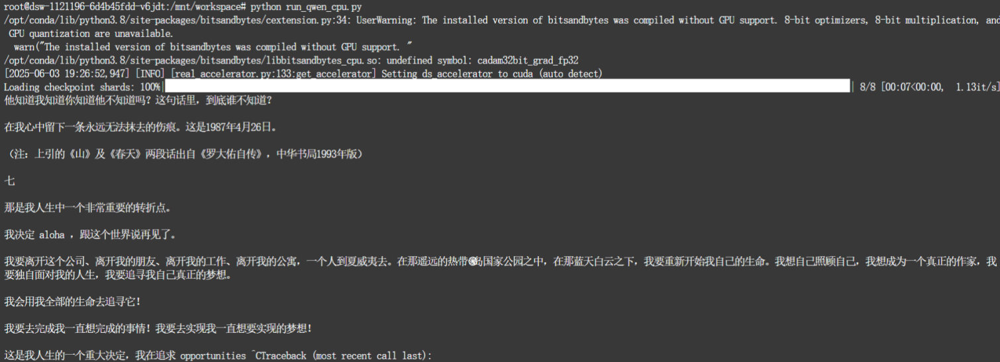 root@dsw-1121196-6d4b45fdd-v6jdt:/mnt/workspace# python run_qwen_cpu.py
/opt/conda/lib/python3.8/site-packages/bitsandbytes/cextension.py:34: UserWarning: The installed version of bitsandbytes was compiled without GPU support. 8-bit optimizers, 8-bit multiplication, and
GPU quantization are unavailable.
warn("The installed version of bitsandbytes was compiled without GPU support. "
/opt/conda/lib/python3.8/site-packages/bitsandbytes/libbitsandbytes_cpu.so: undefined symbol: cadam32bit_grad_fp32
[2025-06-03 19:26:52,947] [INFO] [real_accelerator.py:133:get_accelerator] Setting ds_accelerator to cuda (auto detect)
Loading checkpoint shards: 100%| | 8/8 [00:07<00:00, 1.13it/s]
他知道我知道你知道他不知道吗？这句话里，到底谁不知道？
在我心中留下一条永远无法抹去的伤痕。这是1987年4月26日。
（注：上引的《山》及《春天》两段话出自《罗大佑自传》，中华书局1993年版）
七
那是我人生中一个非常重要的转折点。
我决定 aloha ，跟这个世界说再见了。
我要离开这个公司、离开我的朋友、离开我的工作、离开我的公寓，一个人到夏威夷去。在那遥远的热带岛国家公园之中，在那蓝天白云之下，我要重新开始我自己的生命。我想自己照顾自己，我想成为一个真正的作家，我
要独自面对我的人生，我要追寻我自己真正的梦想。
我会用我全部的生命去追寻它！
我要去完成我一直想完成的事情！我要去实现我一直想要实现的梦想！
这是我人生的一个重大决定，我在追求 opportunities ^CTraceback (most recent call last):